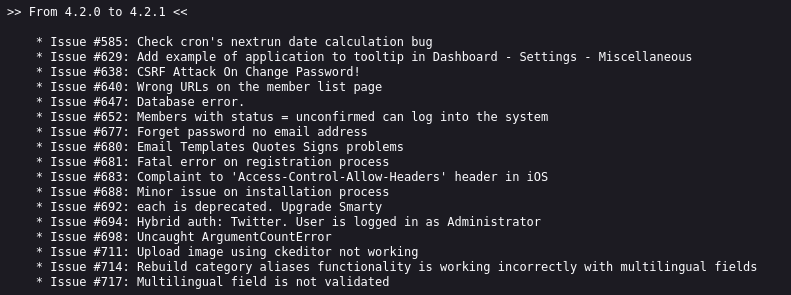 >> From 4.2.0 to 4.2.1 <<
* Issue #585: Check cron's nextrun date calculation bug
* Issue #629: Add example of application to tooltip in Dashboard - Settings - Miscellaneous
* Issue #638: CSRF Attack On Change Password!
* Issue #640: Wrong URLs on the member list page
* Issue #647: Database error.
* Issue #652: Members with status = unconfirmed can log into the system
* Issue #677: Forget password no email address
* Issue #680: Email Templates Quotes Signs problems
* Issue #681: Fatal error on registration process
* Issue #683: Complaint to 'Access-Control-Allow-Headers' header in iOS
* Issue #688: Minor issue on installation process
* Issue #692: each is deprecated. Upgrade Smarty
* Issue #694: Hybrid auth: Twitter. User is logged in as Administrator
* Issue #698: Uncaught ArgumentCountError
* Issue #711: Upload image using ckeditor not working
* Issue #714: Rebuild category aliases functionality is working incorrectly with multilingual fields
* Issue #717: Multilingual field is not validated